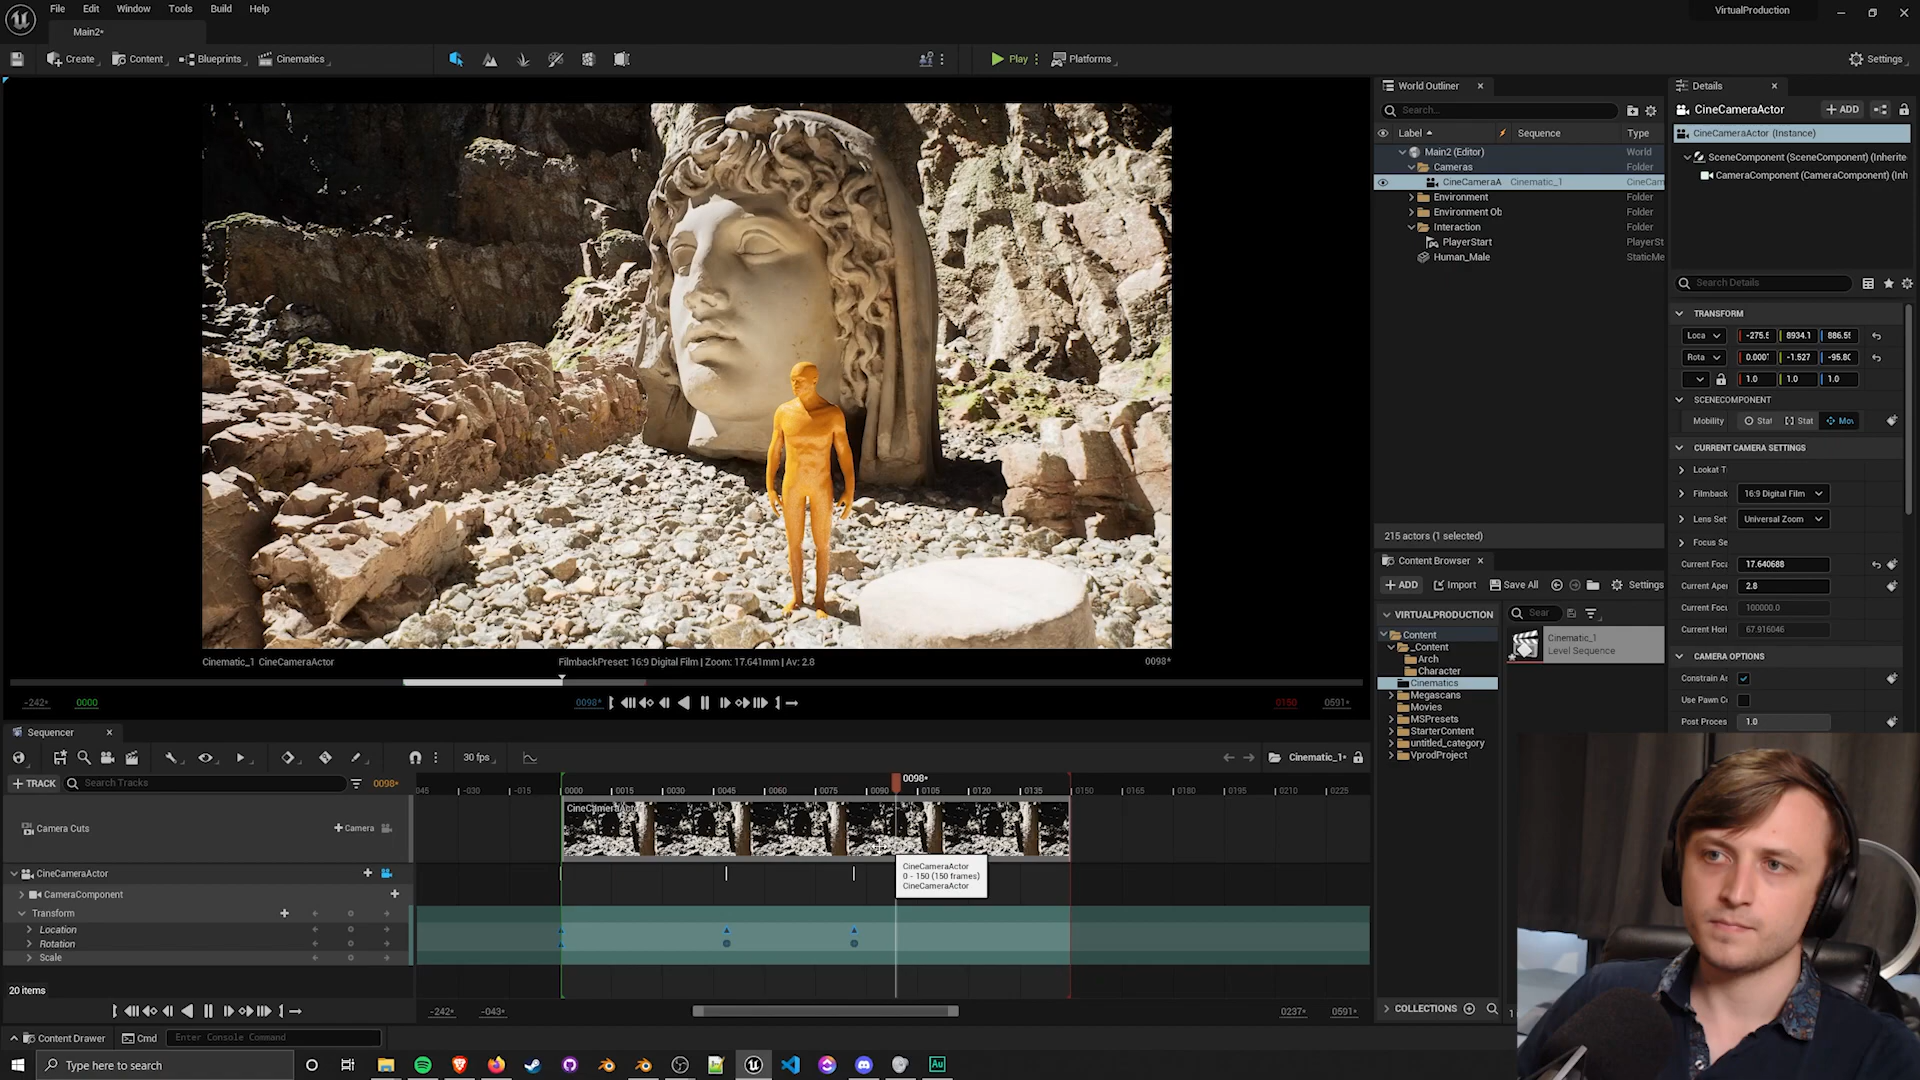 File Edit Window Tools Build Help
VirtualProduction
Main2*
Create
Content
Blueprints
Cinematics
Play
Platforms
Settings
World Outliner
Search...
Label Sequence Type
Main2 (Editor) World
Cameras Folder
CineCameraA Cinematic_1 CineCam
Environment Folder
Environment Ob Folder
Interaction Folder
PlayerStart PlayerSt
Human_Male StaticMe
215 actors (1 selected)
Details
CineCameraActor
+ ADD
CineCameraActor (Instance)
SceneComponent (SceneComponent) (Inherite
CameraComponent (CameraComponent) (Inh
Search Details
TRANSFORM
Loca -275.5 8934.1 886.5
Rota -1.527
1.0 1.0 1.0
SCENECOMPONENT
Mobility Stat Stat Mov
CURRENT CAMERA SETTINGS
Lookat T
Filmback 16:9 Digital Film
Lens Set Universal Zoom
Focus Se
Current Foca 17.640688
Current Aper 2.8
Current Focu 100000.0
Current Hori 67.916046
CAMERA OPTIONS
Constrain As
Use Pawn Co
Post Proces 1.0
Content Browser
+ ADD Import Save All Settings
VIRTUALPRODUCTION
Sear
Content
_Content
Arch
Character
Cinematics
Megascans
Movies
MSPresets
StarterContent
untitled_category
VprodProject
Cinematic_1
Level Sequence
COLLECTIONS
Cinematic_1 CineCameraActor
FilmbackPreset: 16:9 Digital Film | Zoom: 17.641mm | Av: 2.8
0098*
-242* 0000 0098* 0150 0591*
Sequencer
30 fps
Cinematic_1*
+ TRACK
Search Tracks
0098*
0098*
045 -030 -015 0000 0015 0030 0045 0060 0075 0090 0105 0120 0135 0150 0165 0180 0195 0210 0225
Camera Cuts
+ Camera
CineCameraActor
CineCameraActor
0 - 150 (150 frames)
CineCameraActor
CineCameraActor
CameraComponent
Transform
Location
Rotation
Scale
20 items
-242* -043* 0237* 0591*
Content Drawer
Cmd
Enter Console Command
Type here to search
Au